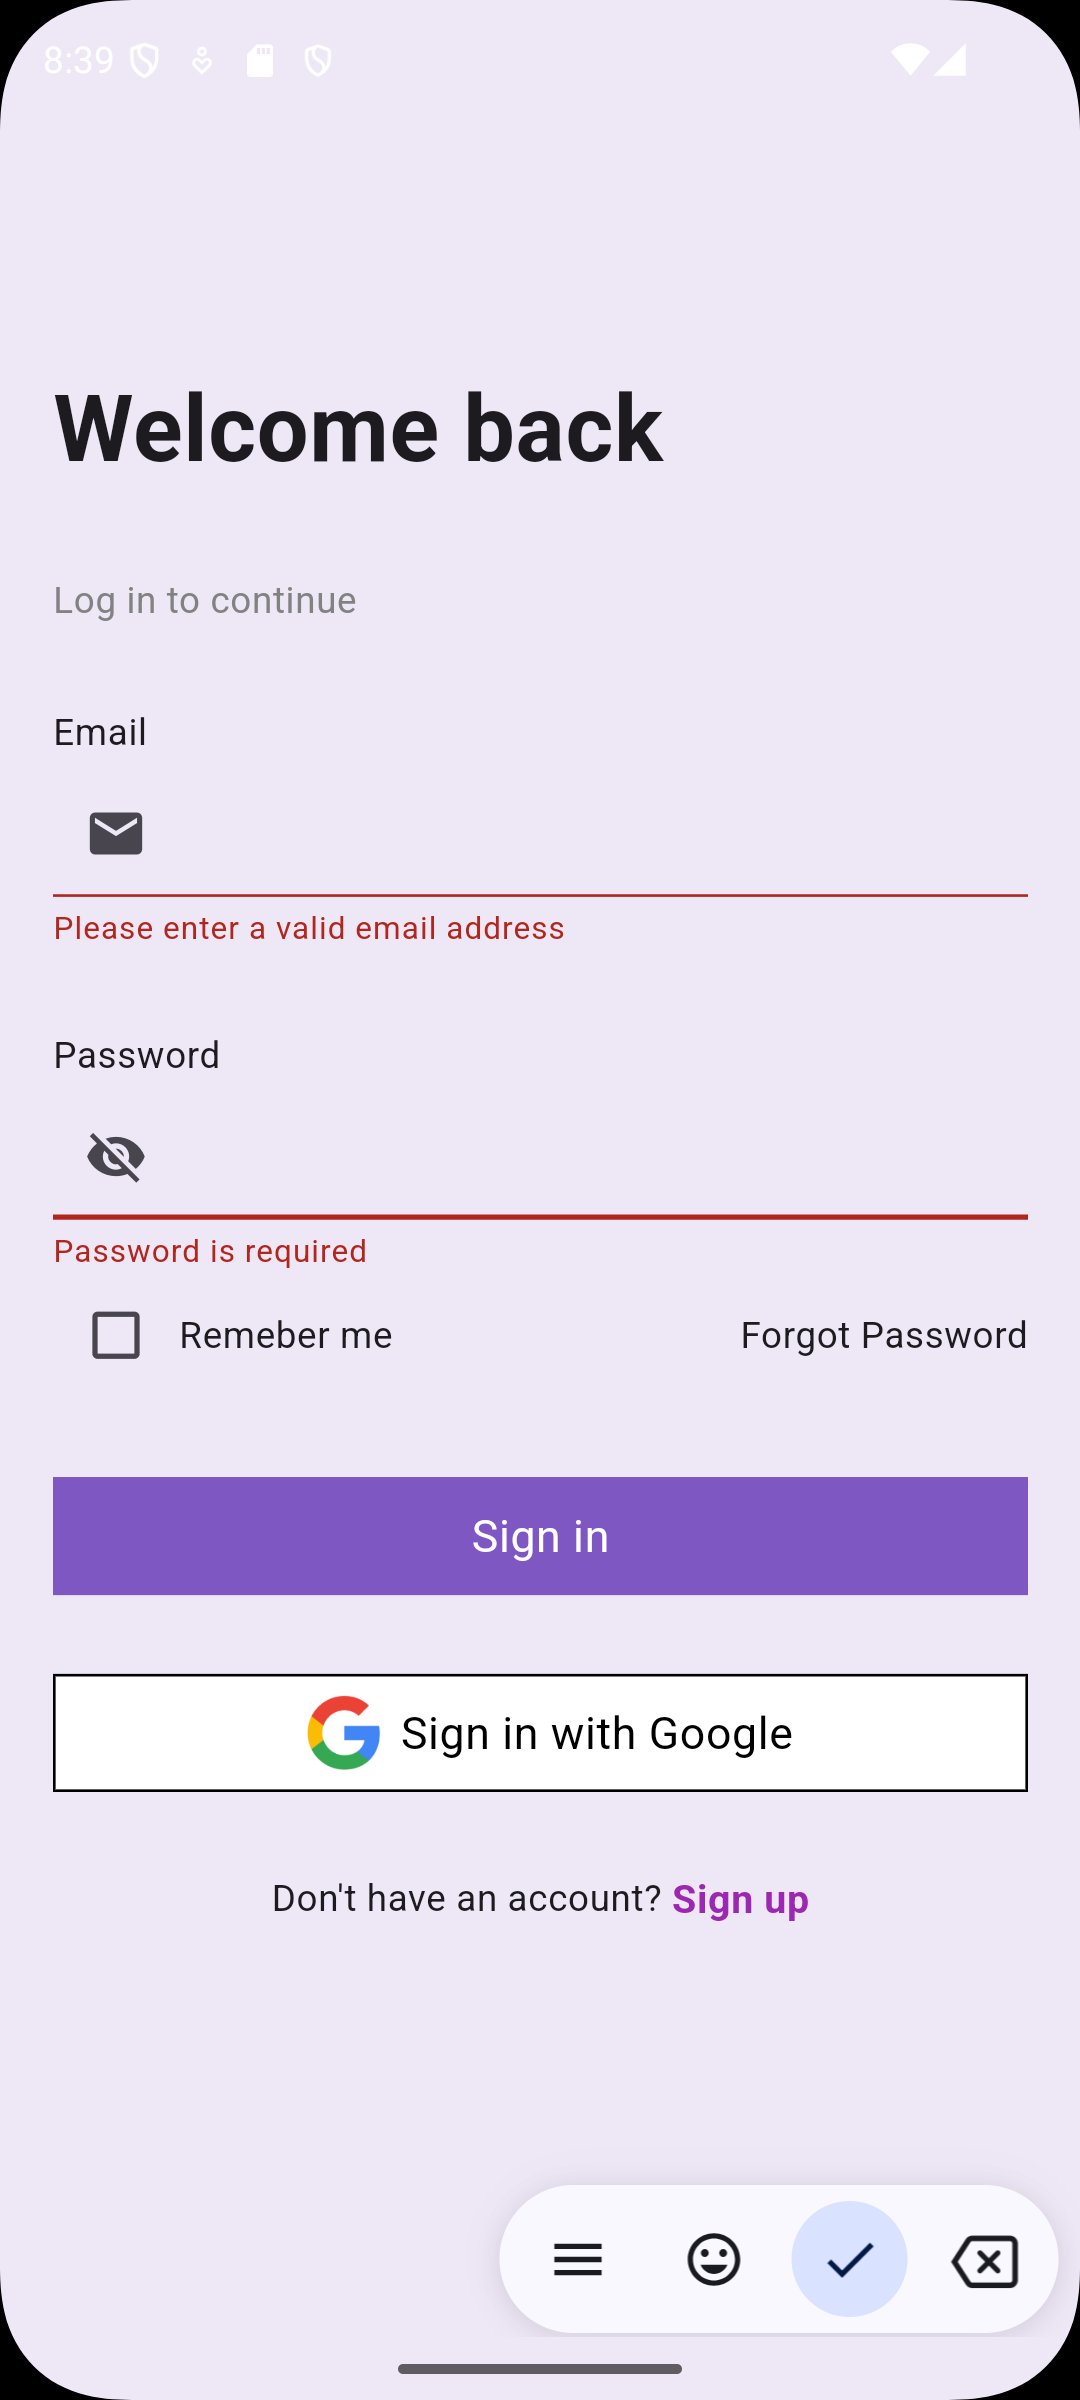 8:39
Welcome back
Log in to continue
Email
Please enter a valid email address
Password
Password is required
Remeber me Forgot Password
Sign in
Sign in with Google
Don't have an account? Sign up